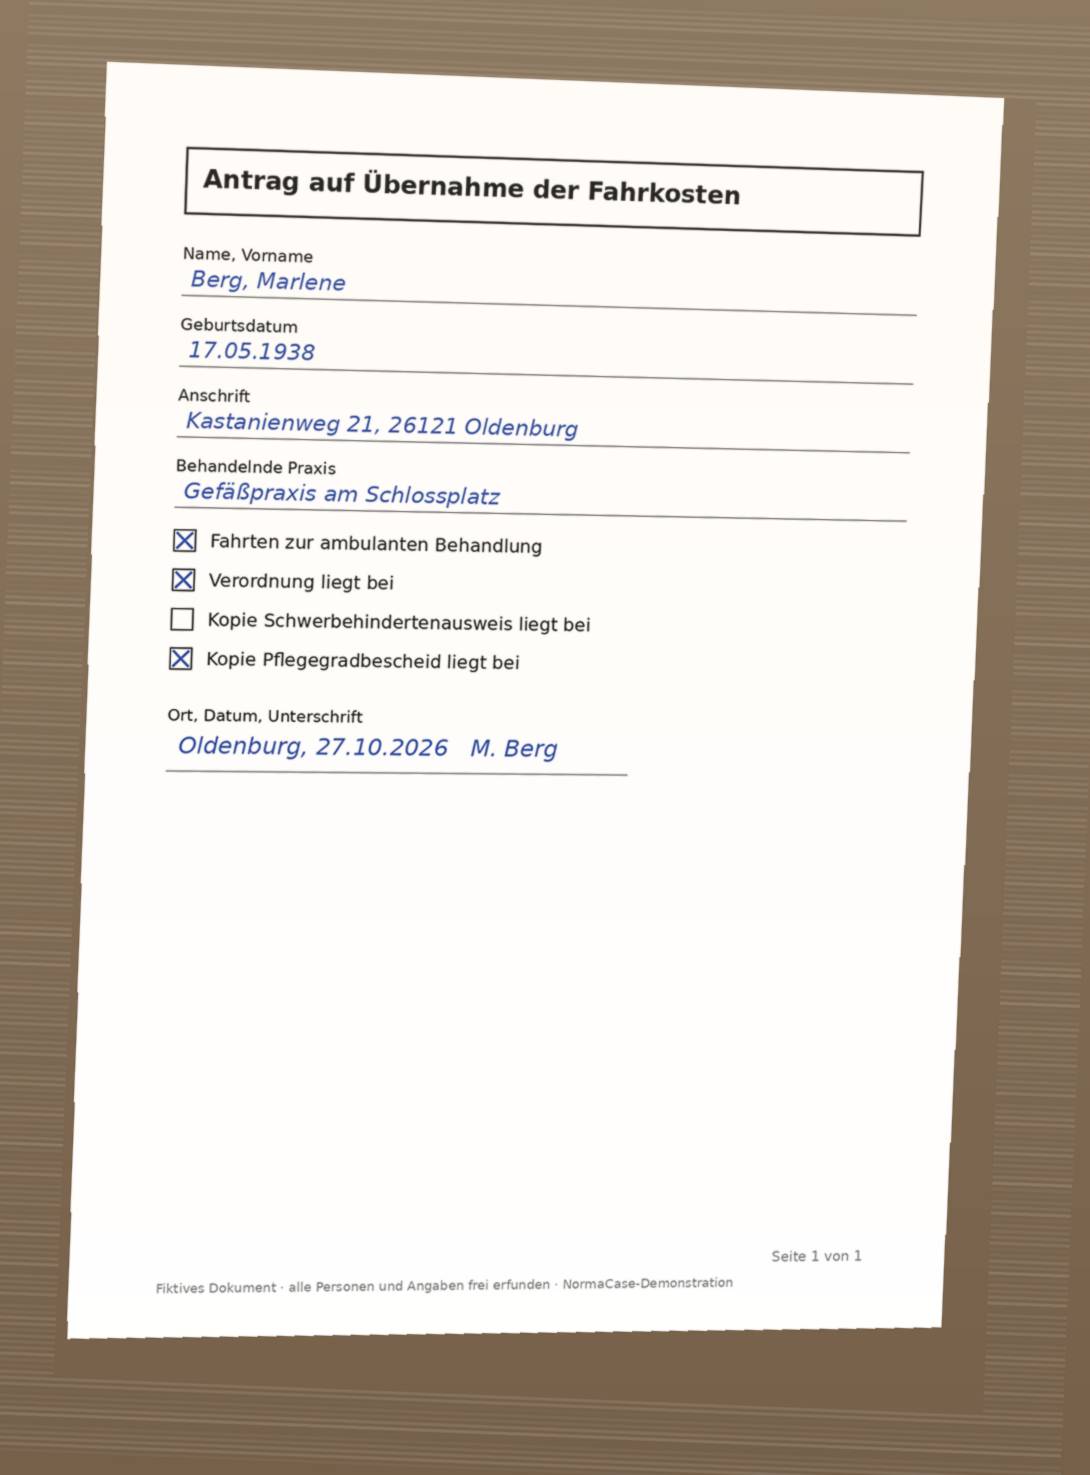 Antrag auf Übernahme der Fahrkosten
Name, Vorname
Berg, Marlene
Geburtsdatum
17.05.1938
Anschrift
Kastanienweg 21, 26121 Oldenburg
Behandelnde Praxis
Gefäßpraxis am Schlossplatz
Fahrten zur ambulanten Behandlung
Verordnung liegt bei
Kopie Schwerbehindertenausweis liegt bei
Kopie Pflegegradbescheid liegt bei
Ort, Datum, Unterschrift
Oldenburg, 27.10.2026 M. Berg
Seite 1 von 1
Fiktives Dokument · alle Personen und Angaben frei erfunden · NormaCase-Demonstration